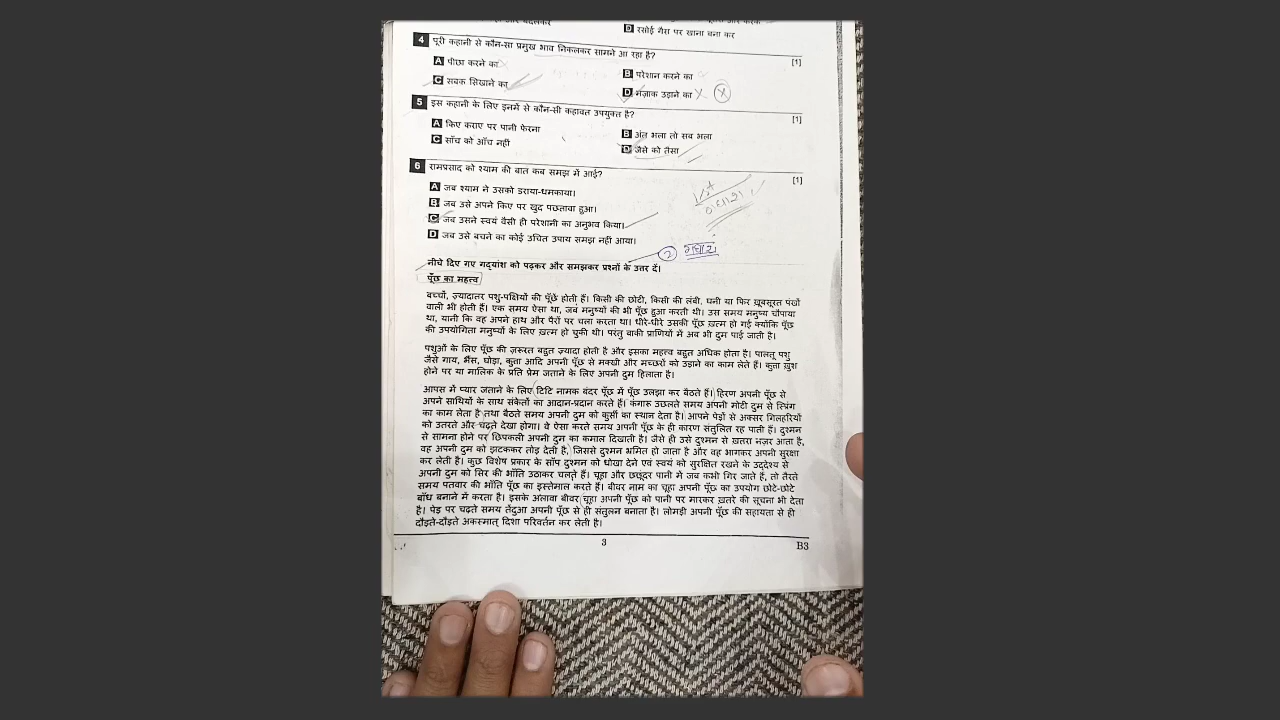 D रसोई गैस पर खाना बना कर
4 पूरी कहानी से कौन-सा प्रमुख भाव निकलकर सामने आ रहा है? [1]
A पीछा करने का B परेशान करने का
C सबक सिखाने का D मज़ाक उड़ाने का
5 इस कहानी के लिए इनमें से कौन-सी कहावत उपयुक्त है? [1]
A किए कराए पर पानी फेरना B अंत भला तो सब भला
C साँच को आँच नहीं D जैसे को तैसा
6 रामप्रसाद को श्याम की बात कब समझ में आई? [1]
A जब श्याम ने उसको डराया-धमकाया।
B जब उसे अपने किए पर खुद पछतावा हुआ।
C जब उसने स्वयं वैसी ही परेशानी का अनुभव किया।
D जब उसे बचने का कोई उचित उपाय समझ नहीं आया।
नीचे दिए गए गद्यांश को पढ़कर और समझकर प्रश्नों के उत्तर दें।
पूँछ का महत्त्व
बच्चों, ज़्यादातर पशु-पक्षियों की पूँछें होती हैं। किसी की छोटी, किसी की लंबी, घनी या फिर ख़ूबसूरत पंखों
वाली भी होती हैं। एक समय ऐसा था, जब मनुष्यों की भी पूँछ हुआ करती थी। उस समय मनुष्य चौपाया
था, यानी कि वह अपने हाथ और पैरों पर चला करता था। धीरे-धीरे उसकी पूँछ ख़त्म हो गई क्योंकि पूँछ
की उपयोगिता मनुष्यों के लिए ख़त्म हो चुकी थी। परंतु बाकी प्राणियों में अब भी दुम पाई जाती है।
पशुओं के लिए पूँछ की ज़रूरत बहुत ज़्यादा होती है और इसका महत्त्व बहुत अधिक होता है। पालतू पशु
जैसे गाय, भैंस, घोड़ा, कुत्ता आदि अपनी पूँछ से मक्खी और मच्छरों को उड़ाने का काम लेते हैं। कुत्ता ख़ुश
होने पर या मालिक के प्रति प्रेम जताने के लिए अपनी दुम हिलाता है।
आपस में प्यार जताने के लिए टिटि नामक बंदर पूँछ में पूँछ उलझा कर बैठते हैं। हिरण अपनी पूँछ से
अपने साथियों के साथ संकेतों का आदान-प्रदान करते हैं। कंगारू उछलते समय अपनी मोटी दुम से स्प्रिंग
का काम लेता है तथा बैठते समय अपनी दुम को कुर्सी का स्थान देता है। आपने पेड़ों से अक्सर गिलहरियों
को उतरते और चढ़ते देखा होगा। वे ऐसा करते समय अपनी पूँछ के ही कारण संतुलित रह पाती हैं। दुश्मन
से सामना होने पर छिपकली अपनी दुम का कमाल दिखाती है। जैसे ही उसे दुश्मन से ख़तरा नज़र आता है,
वह अपनी दुम को झटककर तोड़ देती है, जिससे दुश्मन भ्रमित हो जाता है और वह भागकर अपनी सुरक्षा
कर लेती है। कुछ विशेष प्रकार के साँप दुश्मन को धोखा देने एवं स्वयं को सुरक्षित रखने के उद्देश्य से
अपनी दुम को सिर की भाँति उठाकर चलते हैं। चूहा और छछूंदर पानी में जब कभी गिर जाते हैं, तो तैरते
समय पतवार की भाँति पूँछ का इस्तेमाल करते हैं। बीवर नाम का चूहा अपनी पूँछ का उपयोग छोटे-छोटे
बाँध बनाने में करता है। इसके अलावा बीवर चूहा अपनी पूँछ को पानी पर मारकर ख़तरे की सूचना भी देता
है। पेड़ पर चढ़ते समय तेंदुआ अपनी पूँछ से ही संतुलन बनाता है। लोमड़ी अपनी पूँछ की सहायता से ही
दौड़ते-दौड़ते अकस्मात् दिशा परिवर्तन कर लेती है।
3 B3